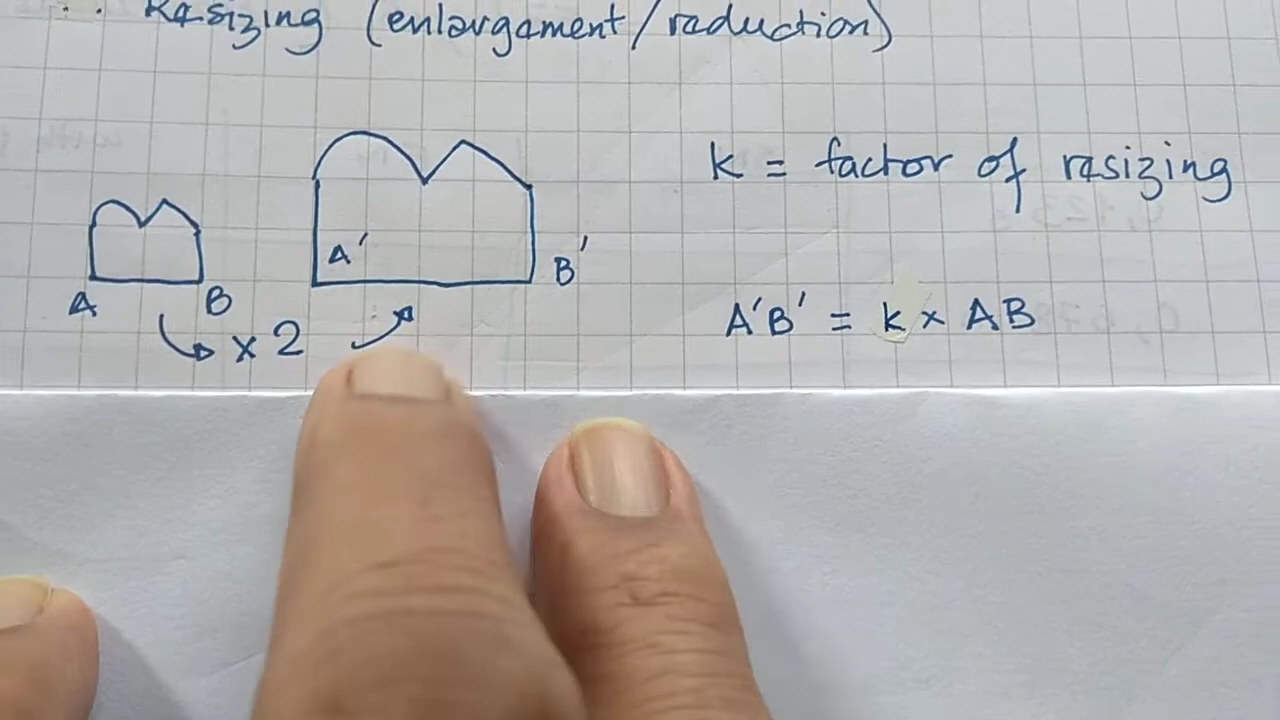 Resizing (enlargement/reduction)
k = factor of resizing
A' B'
A B
x 2
A'B' = k x AB